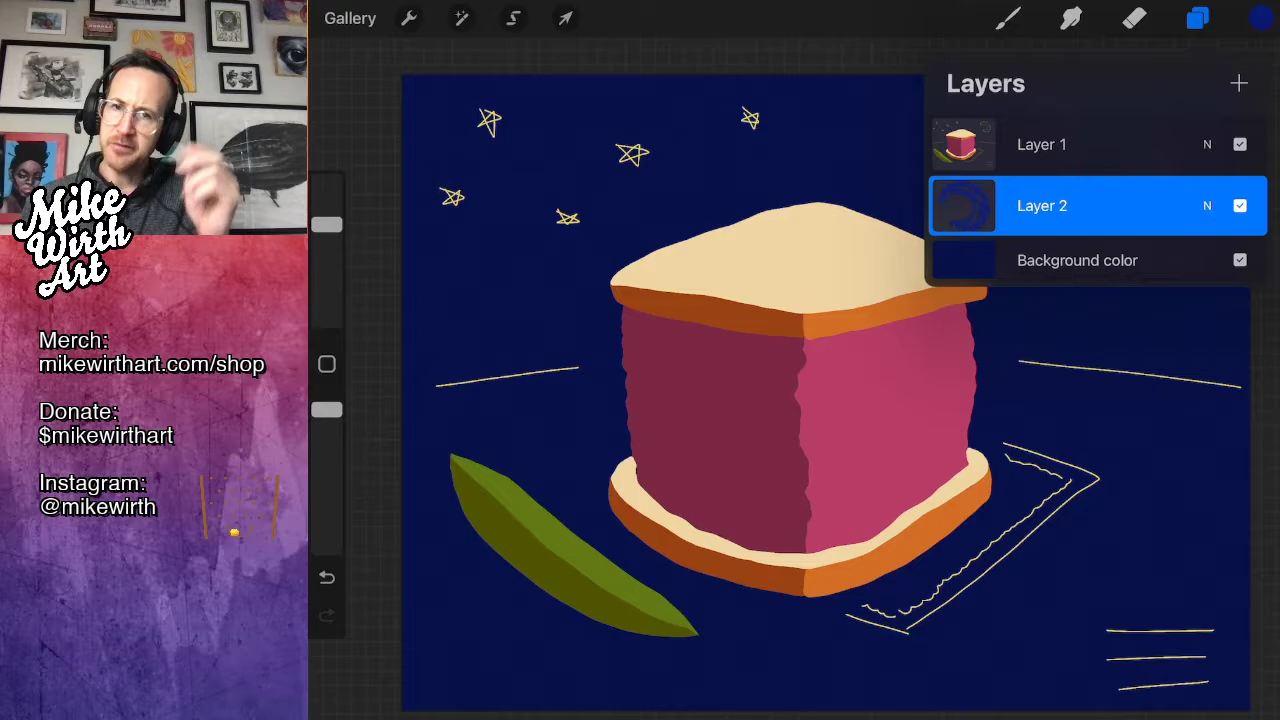 Gallery
Layers
Layer 1
N
Layer 2
N
Background color
Mike
Wirth
Art
Merch:
mikewirthart.com/shop
Donate:
$mikewirthart
Instagram:
@mikewirth